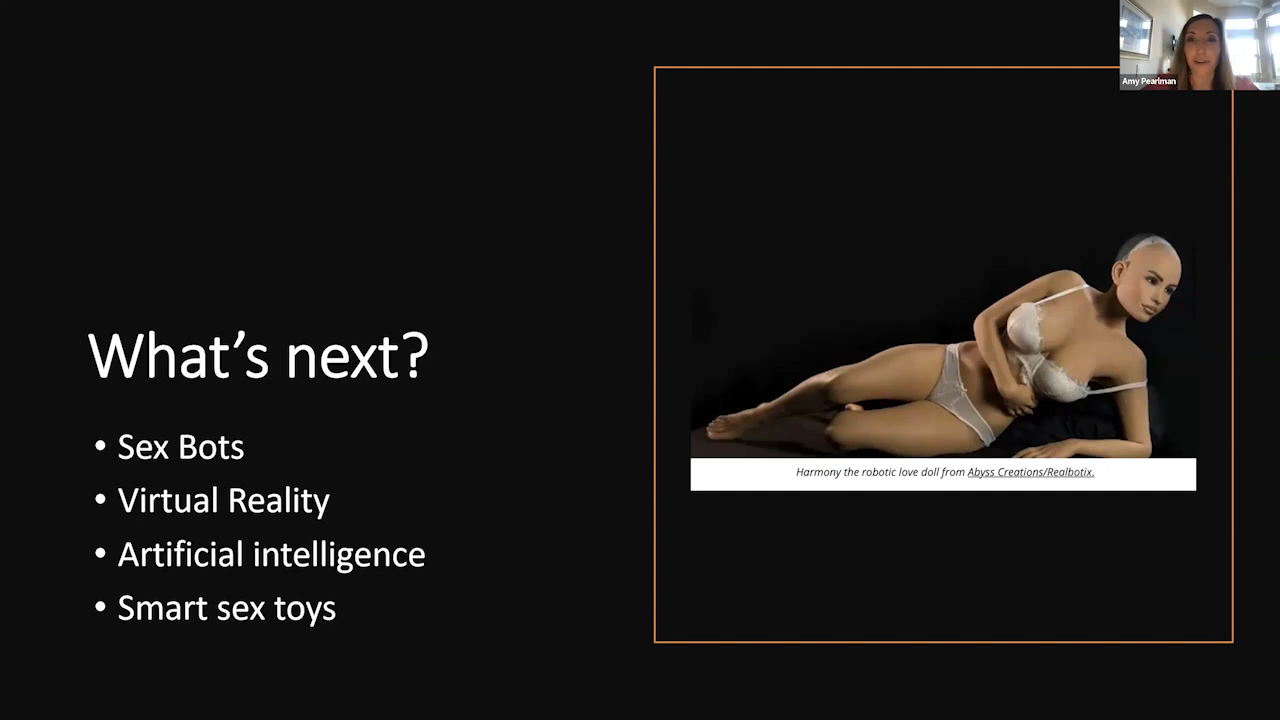 Amy Pearlman
What's next?
• Sex Bots
• Virtual Reality
• Artificial intelligence
• Smart sex toys
Harmony the robotic love doll from Abyss Creations/Realbotix.